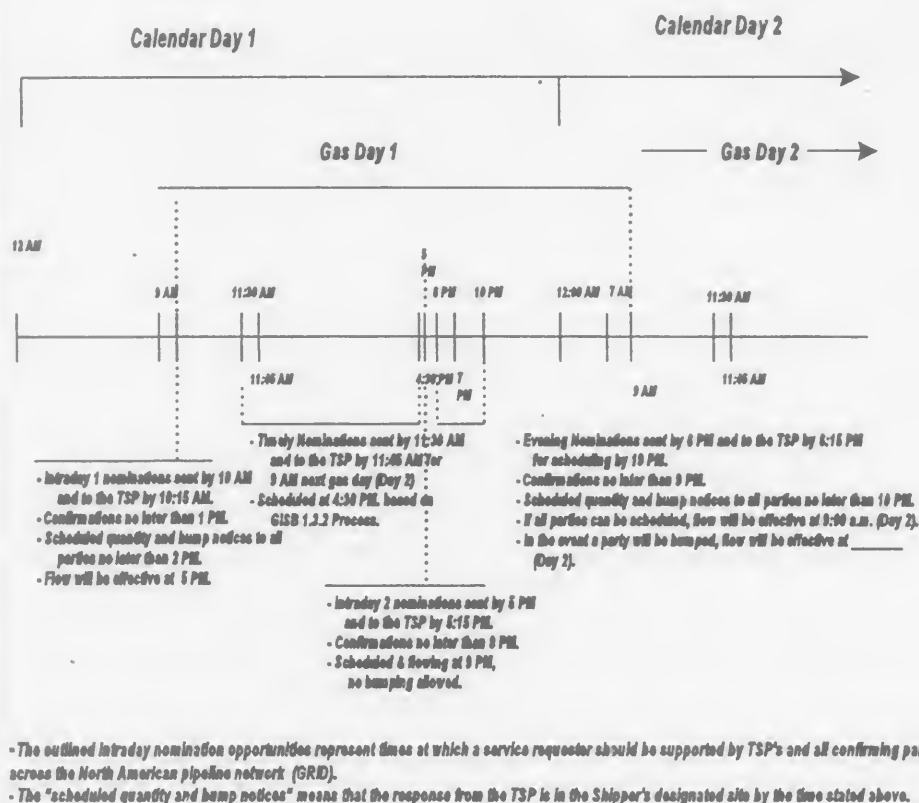 Calendar Day 1
Calendar Day 2
Gas Day 1
Gas Day 2
12 AM
9 AM
11:30 AM
5 PM
6 PM
10 PM
12:00 AM
7 AM
11:30 AM
11:45 AM
4:30 PM
7 PM
9 AM
11:45 AM
- Intraday 1 nominations sent by 10 AM
and to the TSP by 10:15 AM.
- Confirmations no later than 1 PM.
- Scheduled quantity and bump notices to all
parties no later than 2 PM.
- Flow will be effective at 5 PM.
- Timely Nominations sent by 11:30 AM
and to the TSP by 11:45 AM for
9 AM next gas day (Day 2)
- Scheduled at 4:30 PM, based on
GISB 1.3.2 Process.
- Intraday 2 nominations sent by 5 PM
and to the TSP by 5:15 PM.
- Confirmations no later than 8 PM.
- Scheduled & flowing at 9 PM,
no bumping allowed.
- Evening Nominations sent by 6 PM and to the TSP by 6:15 PM
for scheduling by 10 PM.
- Confirmations no later than 9 PM.
- Scheduled quantity and bump notices to all parties no later than 10 PM.
- If all parties can be scheduled, flow will be effective at 9:00 a.m. (Day 2).
- In the event a party will be bumped, flow will be effective at ______
(Day 2).
- The outlined intraday nomination opportunities represent times at which a service requestor should be supported by TSP's and all confirming
across the North American pipeline network (GRID).
- The "scheduled quantity and bump notices" means that the response from the TSP is in the Shipper's designated site by the time stated above.